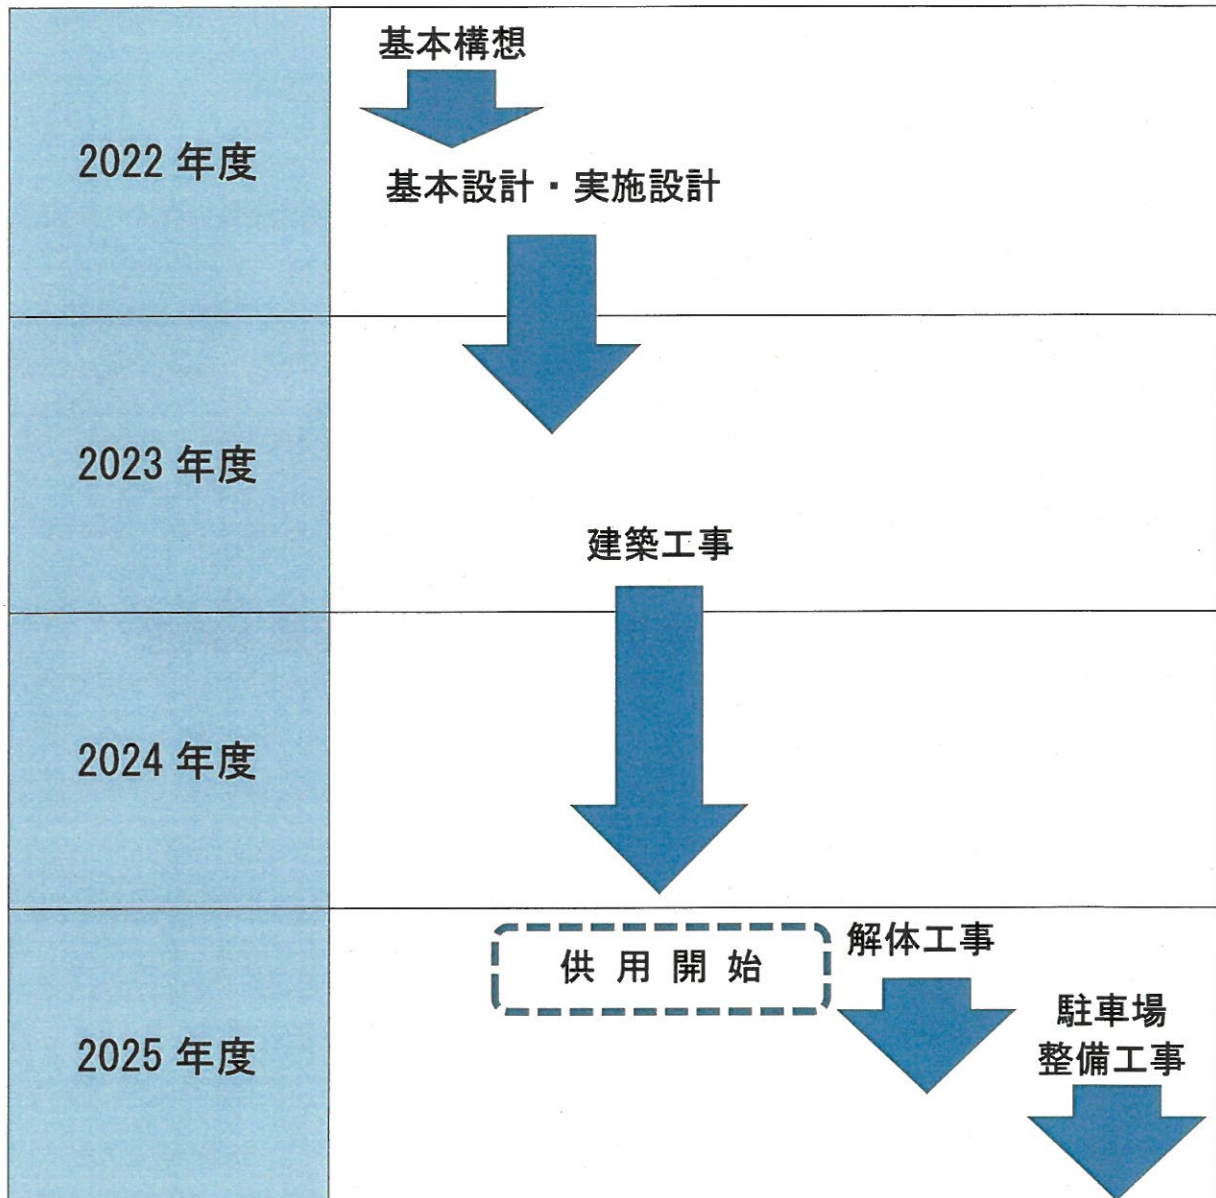 2022 年度
基本構想
基本設計・実施設計
2023 年度
建築工事
2024 年度
2025 年度
供用開始
解体工事
駐車場
整備工事